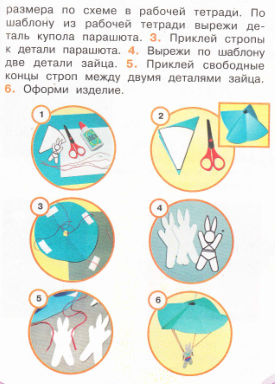 размера по схеме в рабочей тетради. По
шаблону из рабочей тетради вырежи де-
таль купола парашюта. 3. Приклей стропы
к детали парашюта. 4. Вырежи по шаблону
две детали зайца. 5. Приклей свободные
концы строп между двумя деталями зайца.
6. Оформи изделие.
1
2
3
4
5
6